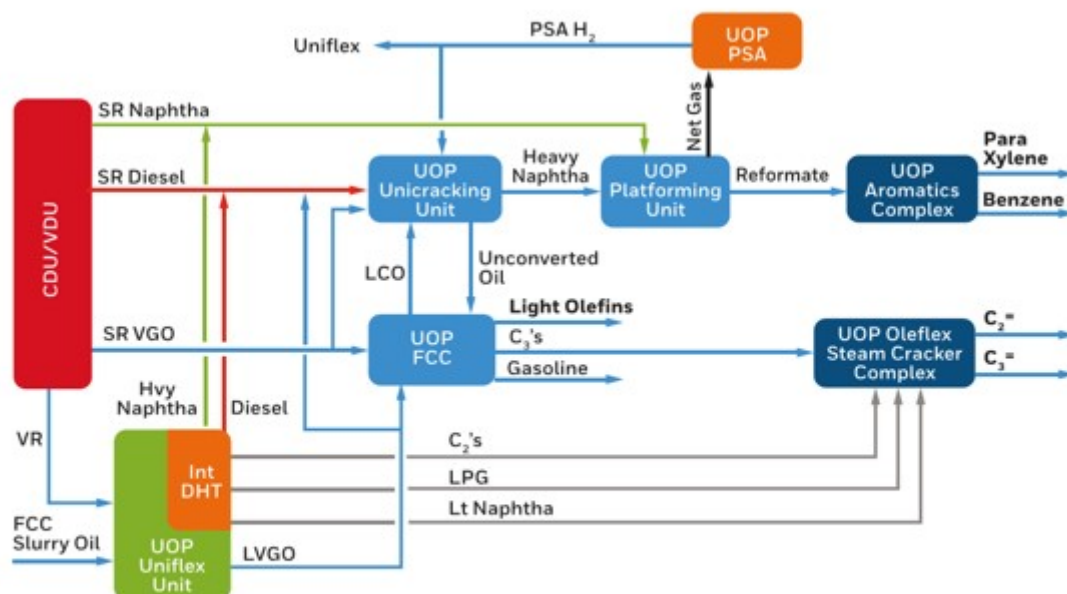 Uniflex
PSA H₂
UOP
PSA
SR Naphtha
Net Gas
CDU/VDU
SR Diesel
UOP
Unicracking
Unit
Heavy
Naphtha
UOP
Platforming
Unit
Reformate
UOP
Aromatics
Complex
Para
Xylene
Benzene
LCO
Unconverted
Oil
SR VGO
UOP
FCC
Light Olefins
C₃'s
Gasoline
UOP Oleflex
Steam Cracker
Complex
C₂=
C₃=
Hvy
Naphtha
Diesel
VR
Int
DHT
C₂'s
LPG
Lt Naphtha
FCC
Slurry Oil
UOP
Uniflex
Unit
LVGO